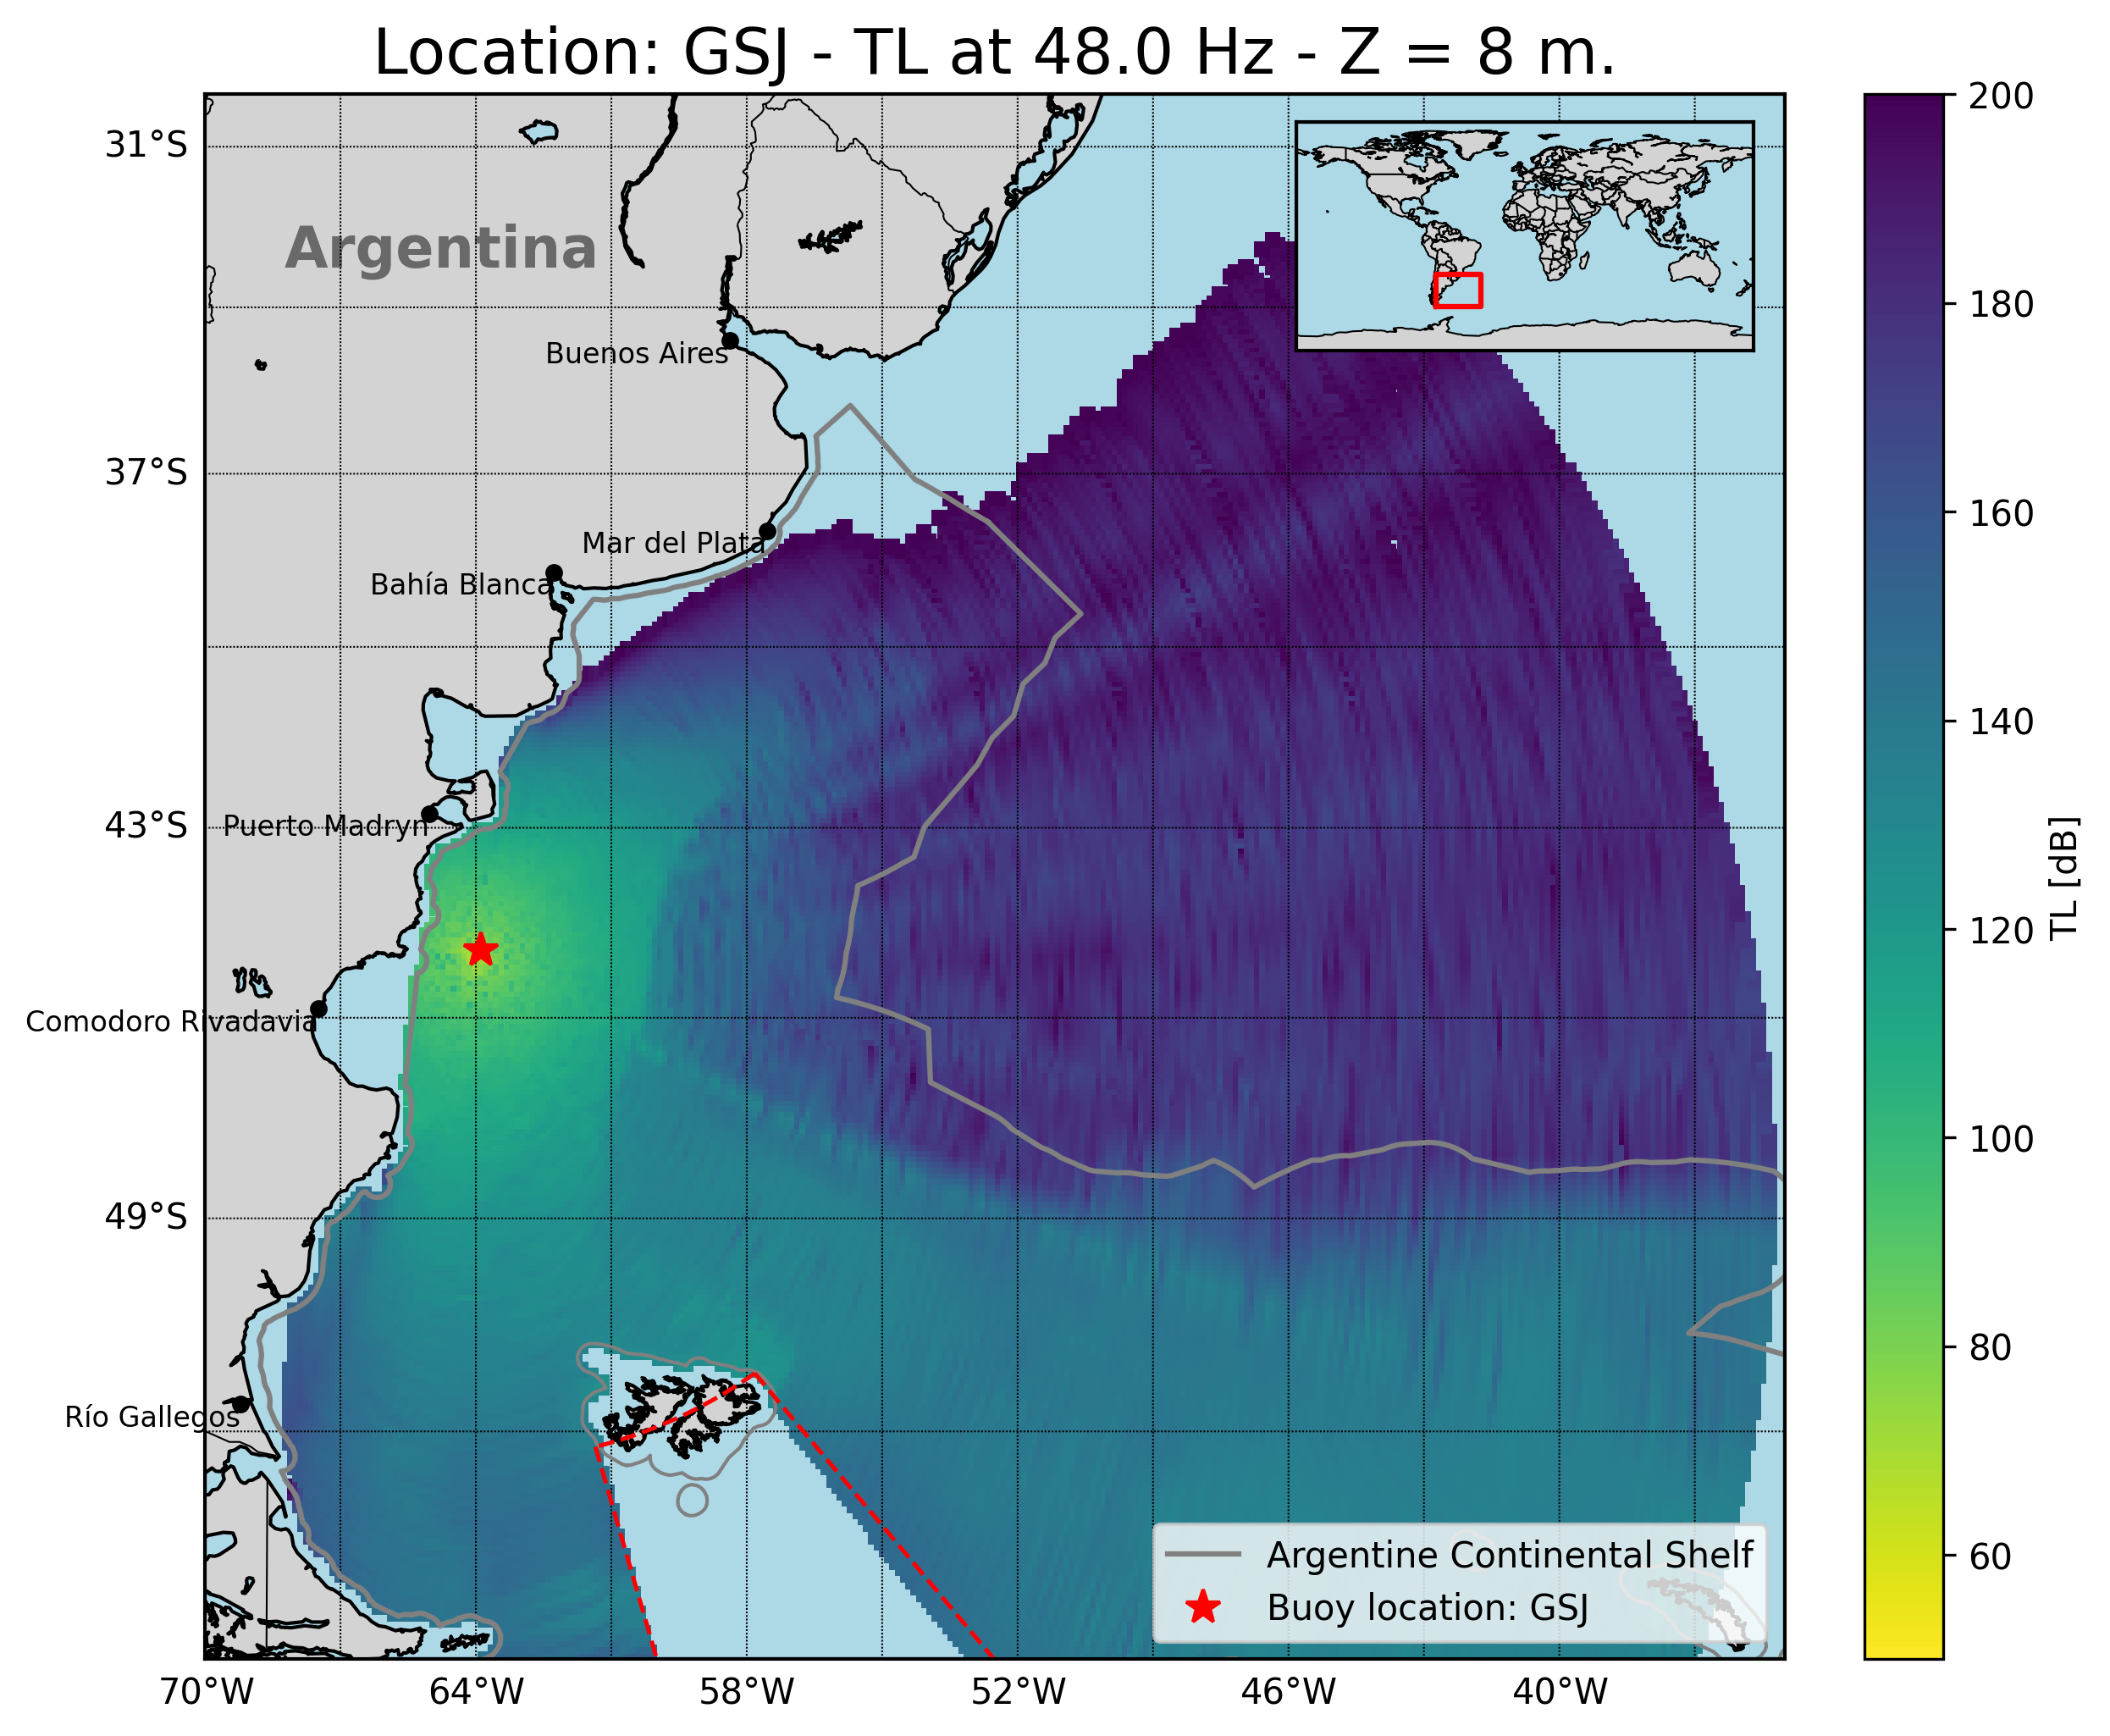 Location: GSJ - TL at 48.0 Hz - Z = 8 m.
31°S
37°S
43°S
49°S
Argentina
Buenos Aires
Mar del Plata
Bahía Blanca
Puerto Madryn
Comodoro Rivadavia
Río Gallegos
Argentine Continental Shelf
Buoy location: GSJ
70°W
64°W
58°W
52°W
46°W
40°W
200
180
160
140
120
100
80
60
TL [dB]